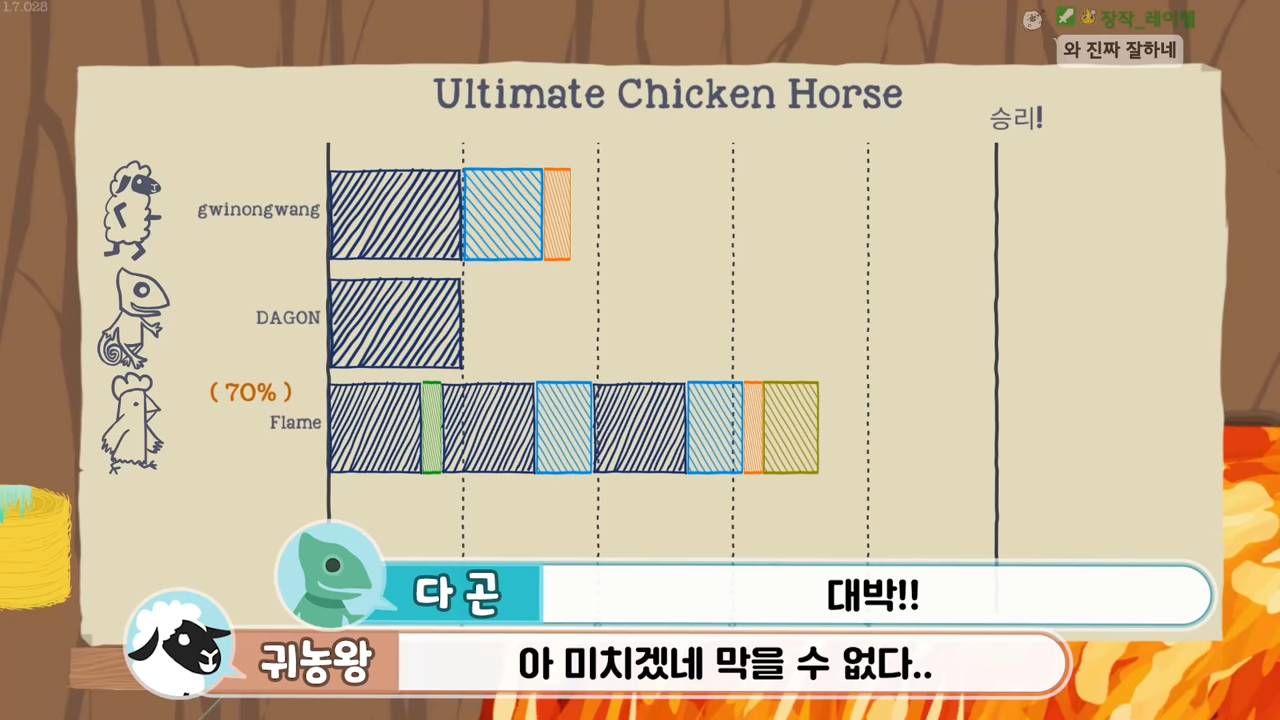 1.7.028
장작_레이헬
와 진짜 잘하네
Ultimate Chicken Horse
승리!
gwinongwang
DAGON
( 70% )
Flame
다곤
대박!!
귀농왕
아 미치겠네 막을 수 없다..